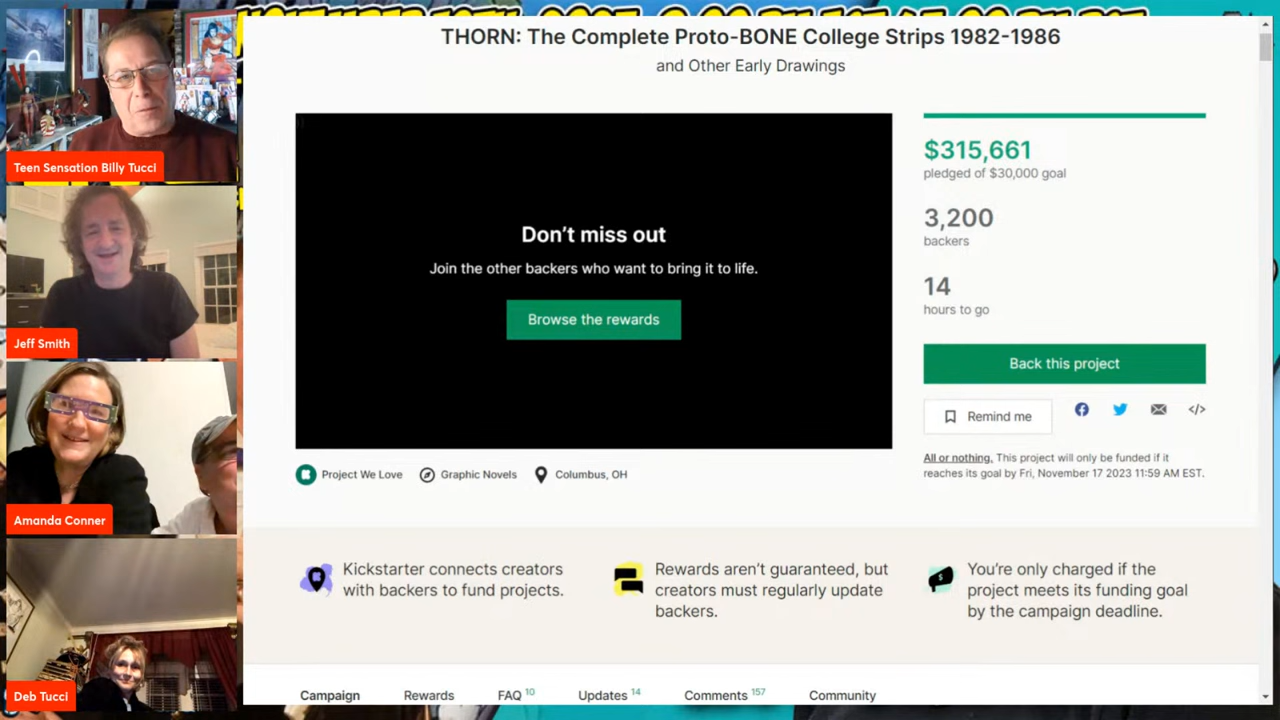 THORN: The Complete Proto-BONE College Strips 1982-1986
and Other Early Drawings
Teen Sensation Billy Tucci
Jeff Smith
Amanda Conner
Deb Tucci
Don't miss out
Join the other backers who want to bring it to life.
Browse the rewards
$315,661
pledged of $30,000 goal
3,200
backers
14
hours to go
Back this project
Remind me
All or nothing. This project will only be funded if it
reaches its goal by Fri, November 17 2023 11:59 AM EST.
Project We Love
Graphic Novels
Columbus, OH
Kickstarter connects creators
with backers to fund projects.
Rewards aren't guaranteed, but
creators must regularly update
backers.
You're only charged if the
project meets its funding goal
by the campaign deadline.
Campaign
Rewards
FAQ 10
Updates 14
Comments 157
Community